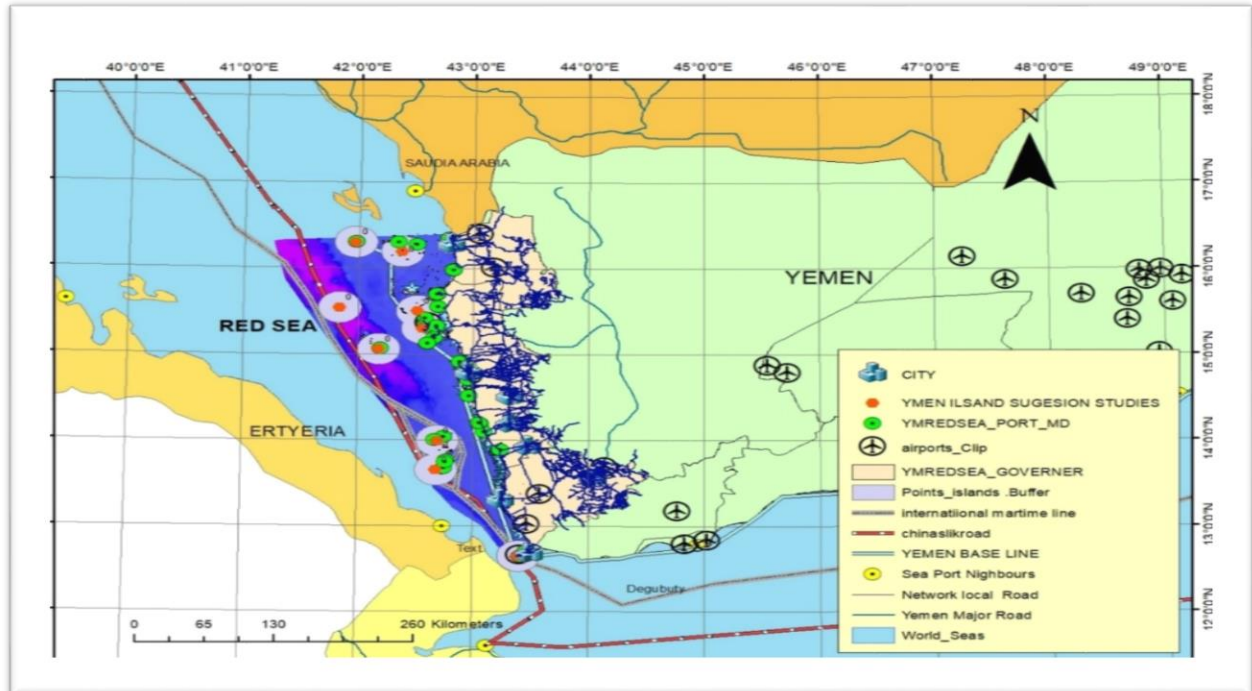 40°0'0"E 41°0'0"E 42°0'0"E 43°0'0"E 44°0'0"E 45°0'0"E 46°0'0"E 47°0'0"E 48°0'0"E 49°0'0"E
18°0'0"N
N
SAUDIA ARABIA
17°0'0"N
YEMEN
16°0'0"N
RED SEA
15°0'0"N
ERTYERIA
14°0'0"N
13°0'0"N
Text
Degubuty
12°0'0"N
0 65 130 260 Kilometers
CITY
YMEN ILSAND SUGESION STUDIES
YMREDSEA_PORT_MD
airports_Clip
YMREDSEA_GOVERNER
Points_islands .Buffer
internatiional martime line
chinaslikroad
YEMEN BASE LINE
Sea Port Nighbours
Network local Road
Yemen Major Road
World_Seas